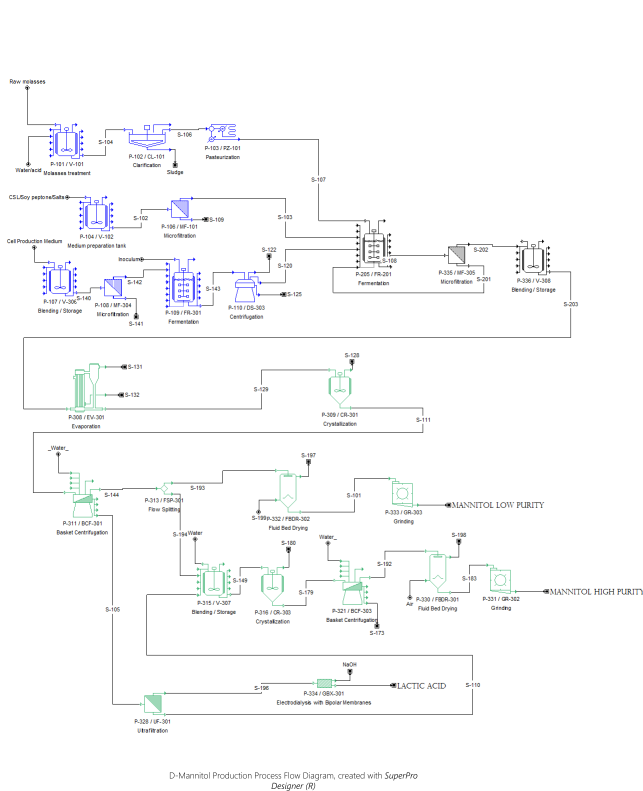 Raw molasses
S-104
S-106
P-103 / PZ-101
Pasteurization
P-102 / CL-101
Clarification
Water/acid
P-101 / V-101
Molasses treatment
Sludge
S-107
CSL/Soy peptone/Salts
S-102
S-103
S-109
P-104 / V-102
Medium preparation tank
P-106 / MF-101
Microfiltration
Cell Production Medium
Inoculum
S-122
S-120
S-108
S-202
S-201
P-205 / FR-201
Fermentation
P-335 / MF-305
Microfiltration
P-336 / V-308
Blending / Storage
S-142
S-140
S-143
S-125
P-107 / V-306
Blending / Storage
P-108 / MF-304
Microfiltration
S-141
P-109 / FR-301
Fermentation
P-110 / DS-303
Centrifugation
S-203
S-131
S-132
S-129
S-128
P-308 / EV-301
Evaporation
P-309 / CR-301
Crystallization
S-111
_Water_
S-144
S-193
S-197
P-311 / BCF-301
Basket Centrifugation
P-313 / FSP-301
Flow Splitting
S-199
P-332 / FBDR-302
Fluid Bed Drying
S-101
P-333 / GR-303
Grinding
MANNITOL LOW PURITY
S-194
Water
S-180
Water_
S-198
S-149
S-179
S-192
S-183
P-315 / V-307
Blending / Storage
P-316 / CR-303
Crystallization
P-321 / BCF-303
Basket Centrifugation
S-173
Air
P-330 / FBDR-301
Fluid Bed Drying
P-331 / GR-302
Grinding
MANNITOL HIGH PURITY
S-105
NaOH
S-196
P-334 / GBX-301
Electrodialysis with Bipolar Membranes
LACTIC ACID
S-110
P-328 / UF-301
Ultrafiltration
D-Mannitol Production Process Flow Diagram, created with SuperPro
Designer (R)